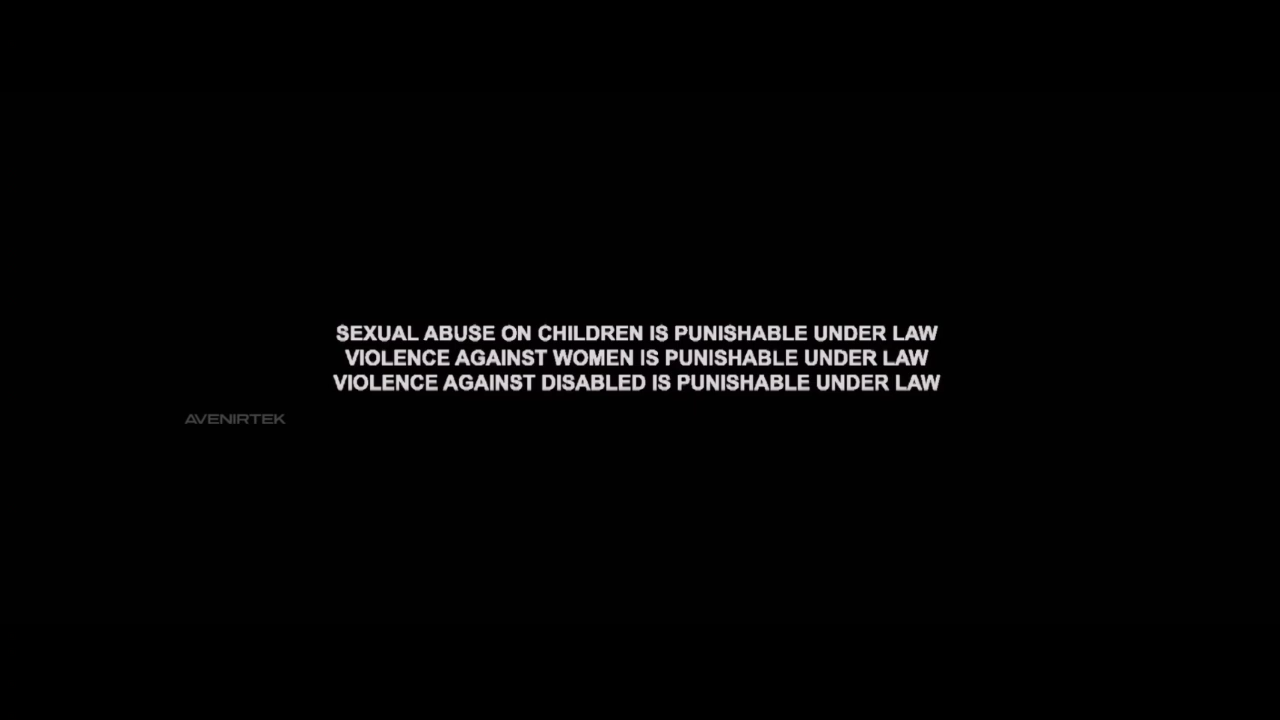 SEXUAL ABUSE ON CHILDREN IS PUNISHABLE UNDER LAW
VIOLENCE AGAINST WOMEN IS PUNISHABLE UNDER LAW
VIOLENCE AGAINST DISABLED IS PUNISHABLE UNDER LAW
AVENIRTEK